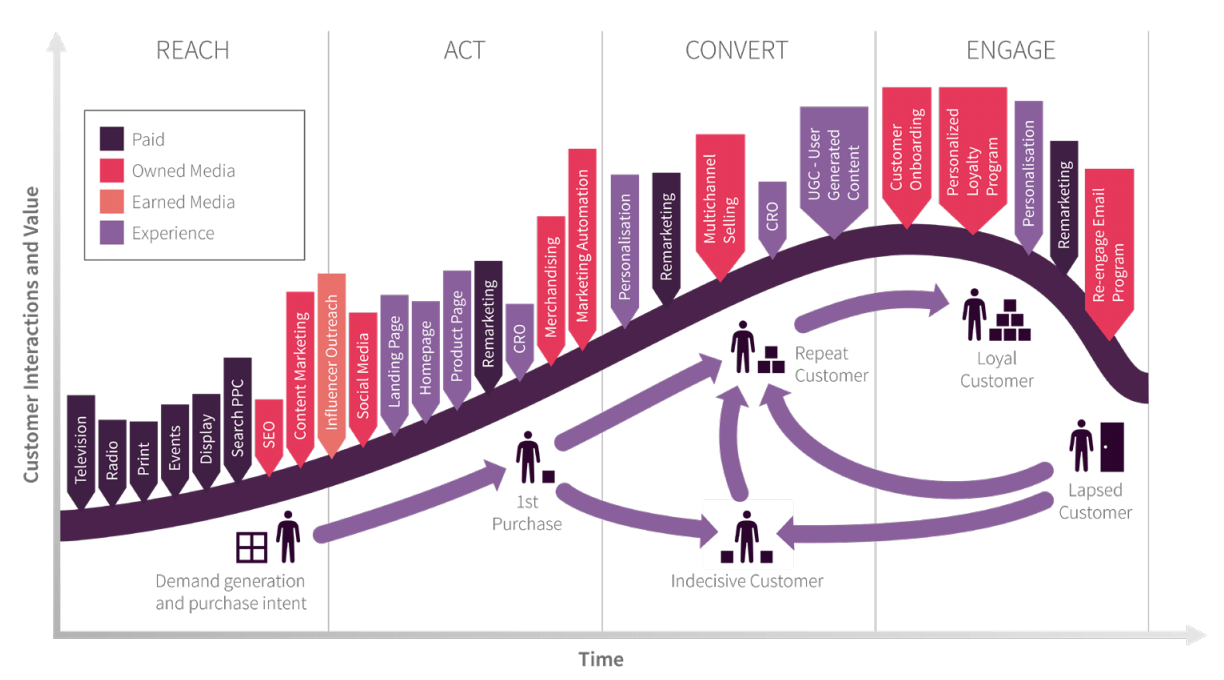 REACH
ACT
CONVERT
ENGAGE
Paid
Owned Media
Earned Media
Experience
Customer Interactions and Value
Television
Radio
Print
Events
Display
Search PPC
SEO
Content Marketing
Influencer Outreach
Social Media
Landing Page
Homepage
Product Page
Remarketing
CRO
Merchandising
Marketing Automation
Personalisation
Remarketing
Multichannel
Selling
CRO
UGC - User
Generated
Content
Customer
Onboarding
Personalized
Loyalty
Program
Personalisation
Remarketing
Re-engage Email
Program
Demand generation
and purchase intent
1st
Purchase
Repeat
Customer
Indecisive Customer
Loyal
Customer
Lapsed
Customer
Time